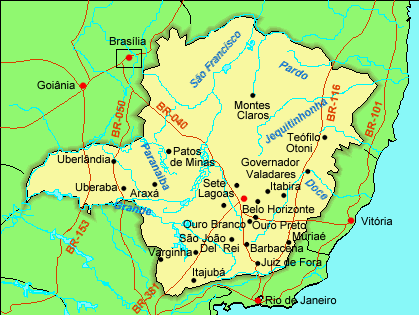 Brasília
São Francisco
Pardo
Goiânia
BR-050
BR-040
BR-116
BR-101
Montes
Claros
Jequitinhonha
Teófilo
Otoni
Uberlândia
Paranaíba
Patos
de Minas
Governador
Valadares
Uberaba
Araxá
Sete
Lagoas
Itabira
Doce
Grande
Belo Horizonte
BR-153
Ouro Branco
Ouro Preto
Vitória
São João
Del Rei
Muriaé
Barbacena
Varginha
Juiz de Fora
Itajubá
BR-381
Rio de Janeiro